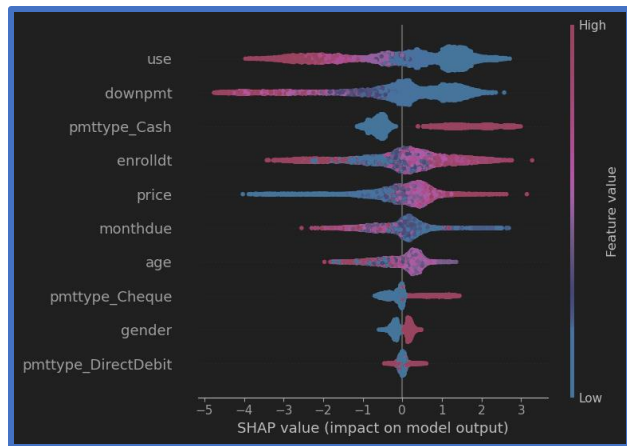 High
use
downpmt
pmttype_Cash
enrolldt
price
monthdue
age
pmttype_Cheque
gender
pmttype_DirectDebit
Feature value
Low
−5 −4 −3 −2 −1 0 1 2 3
SHAP value (impact on model output)